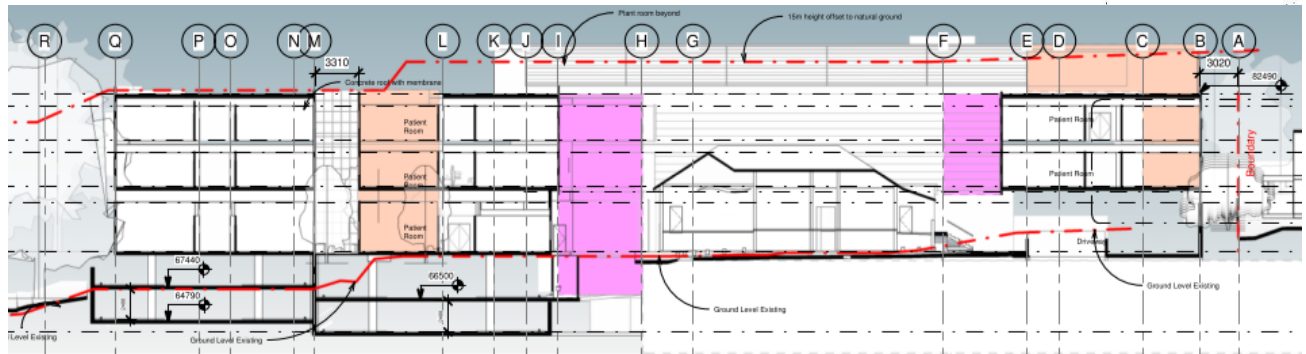 Plant room beyond
15m height offset to natural ground
R
Q
P
O
N
M
L
K
J
I
H
G
F
E
D
C
B
A
3310
3020
Concrete roof with membrane
82490
Patient
Room
Patient Room
Boundary
Patient
Room
Patient Room
Patient
Room
Driveway
67440
66500
64790
2400
Ground Level Existing
Ground Level Existing
Level Existing
Ground Level Existing